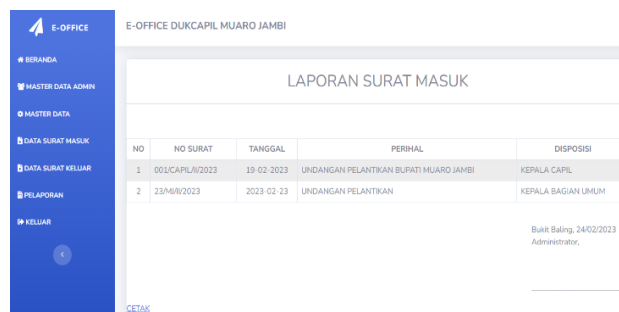 E-OFFICE
E-OFFICE DUKCAPIL MUARO JAMBI
BERANDA
MASTER DATA ADMIN
MASTER DATA
DATA SURAT MASUK
DATA SURAT KELUAR
PELAPORAN
KELUAR
LAPORAN SURAT MASUK
NO NO SURAT TANGGAL PERIHAL DISPOSISI
1 001/CAPIL/II/2023 19-02-2023 UNDANGAN PELANTIKAN BUPATI MUARO JAMBI KEPALA CAPIL
2 23/MI/II/2023 2023-02-23 UNDANGAN PELANTIKAN KEPALA BAGIAN UMUM
Bukit Baling, 24/02/2023
Administrator,
CETAK